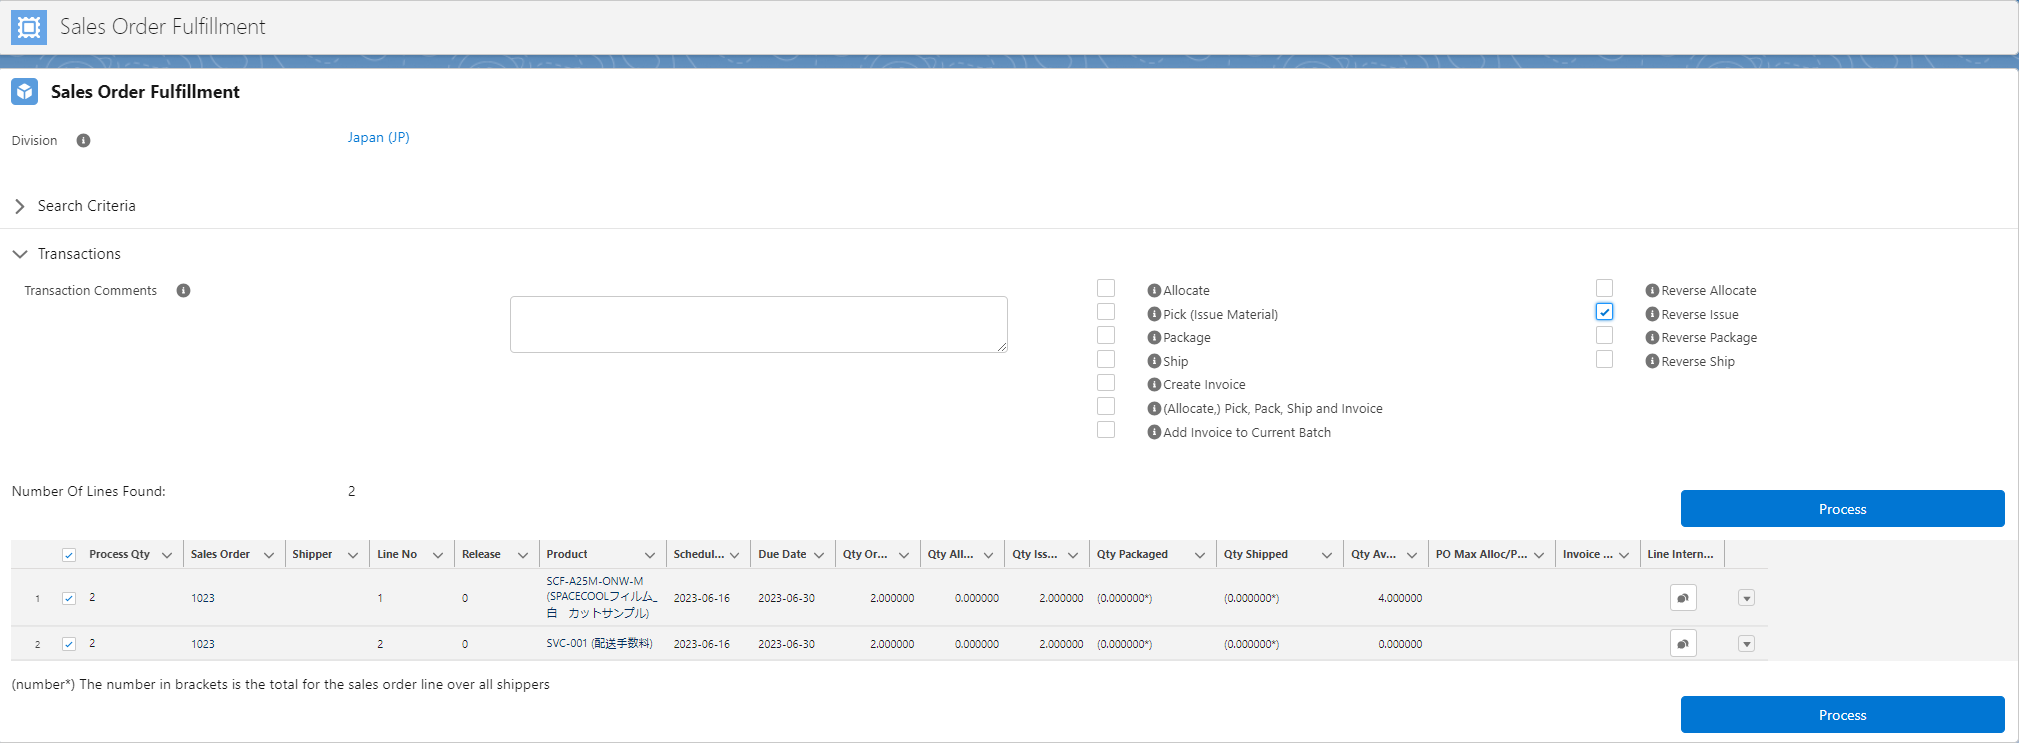 Sales Order Fulfillment
Sales Order Fulfillment
Division
Japan (JP)
Search Criteria
Transactions
Transaction Comments
Allocate
Pick (Issue Material)
Package
Ship
Create Invoice
(Allocate,) Pick, Pack, Ship and Invoice
Add Invoice to Current Batch
Reverse Allocate
Reverse Issue
Reverse Package
Reverse Ship
Number Of Lines Found: 2
Process
Process Qty Sales Order Shipper Line No Release Product Schedul... Due Date Qty Or... Qty All... Qty Iss... Qty Packaged Qty Shipped Qty Av... PO Max Alloc/P... Invoice ... Line Intern...
1 2 1023 1 0 SCF-A25M-ONW-M (SPACECOOLフィルム_白　カットサンプル) 2023-06-16 2023-06-30 2.000000 0.000000 2.000000 (0.000000*) (0.000000*) 4.000000
2 2 1023 2 0 SVC-001 (配送手数料) 2023-06-16 2023-06-30 2.000000 0.000000 2.000000 (0.000000*) (0.000000*) 0.000000
(number*) The number in brackets is the total for the sales order line over all shippers
Process